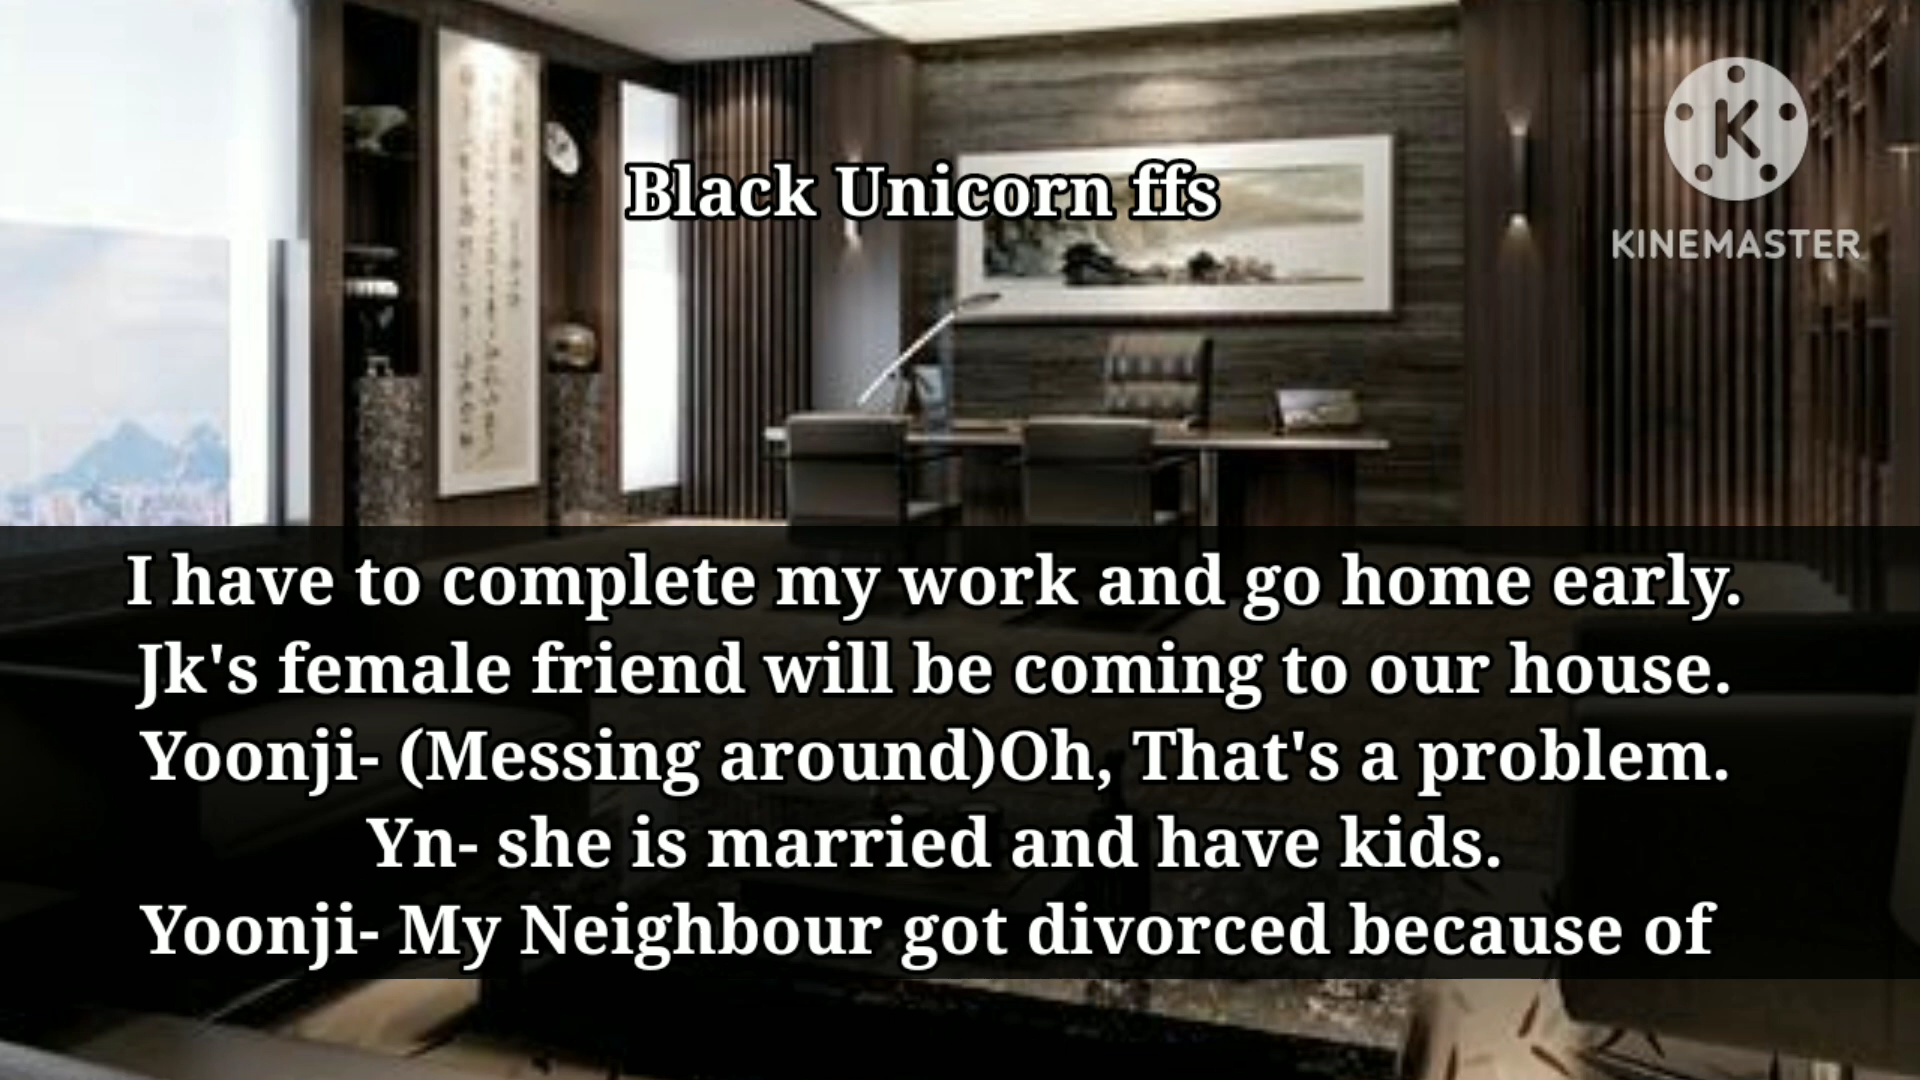 Black Unicorn ffs
K
KINEMASTER
I have to complete my work and go home early.
Jk's female friend will be coming to our house.
Yoonji- (Messing around)Oh, That's a problem.
Yn- she is married and have kids.
Yoonji- My Neighbour got divorced because of